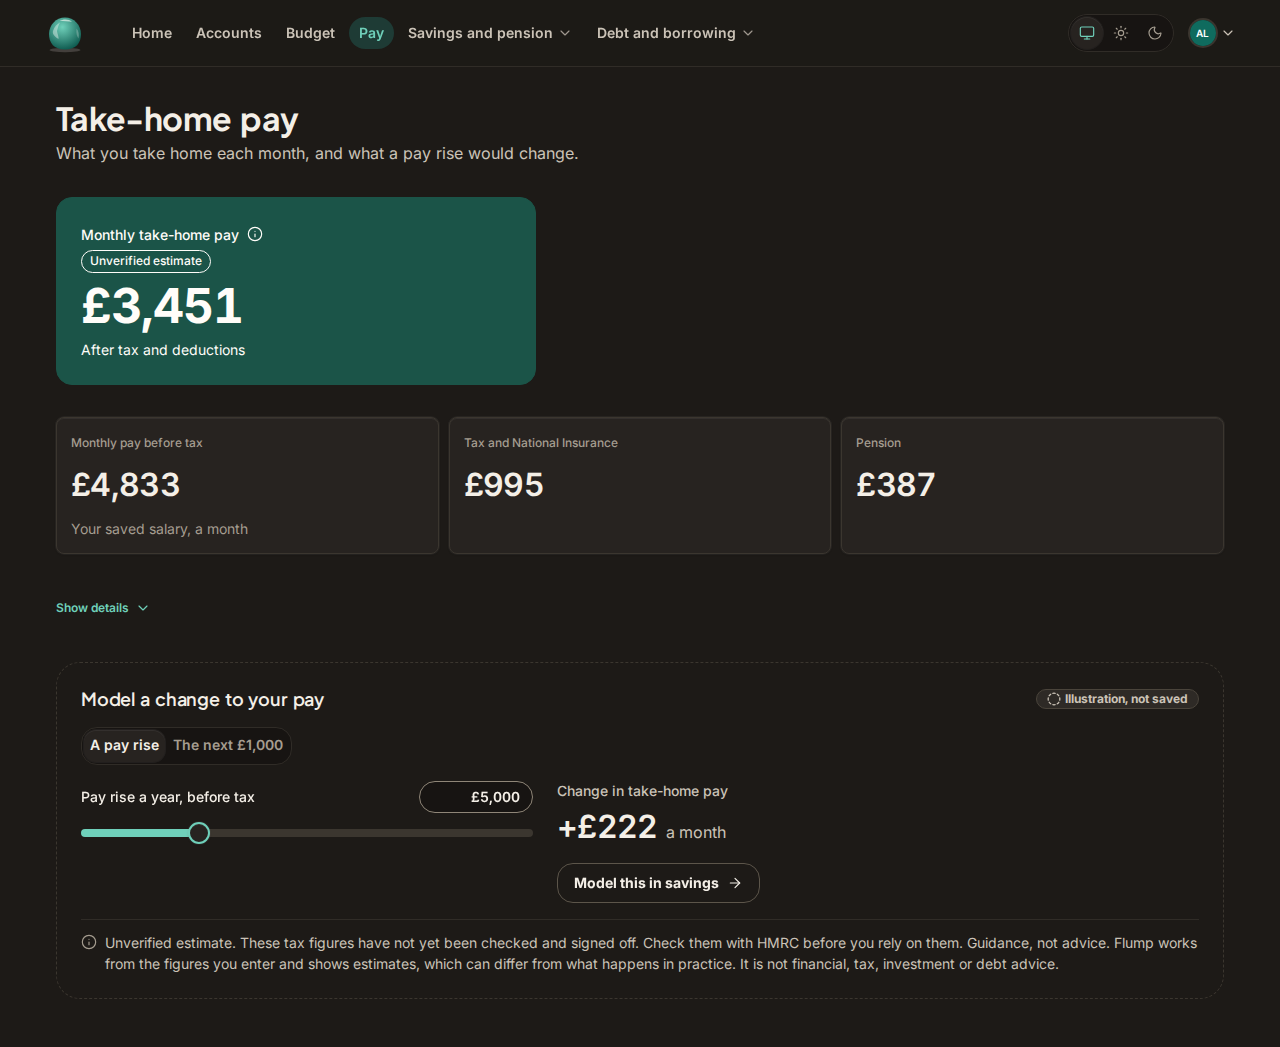 Home Accounts Budget Pay Savings and pension Debt and borrowing AL
Take-home pay
What you take home each month, and what a pay rise would change.
Monthly take-home pay
Unverified estimate
£3,451
After tax and deductions
Monthly pay before tax
£4,833
Your saved salary, a month
Tax and National Insurance
£995
Pension
£387
Show details
Model a change to your pay
Illustration, not saved
A pay rise The next £1,000
Pay rise a year, before tax £5,000
Change in take-home pay
+£222 a month
Model this in savings
Unverified estimate. These tax figures have not yet been checked and signed off. Check them with HMRC before you rely on them. Guidance, not advice. Flump works
from the figures you enter and shows estimates, which can differ from what happens in practice. It is not financial, tax, investment or debt advice.